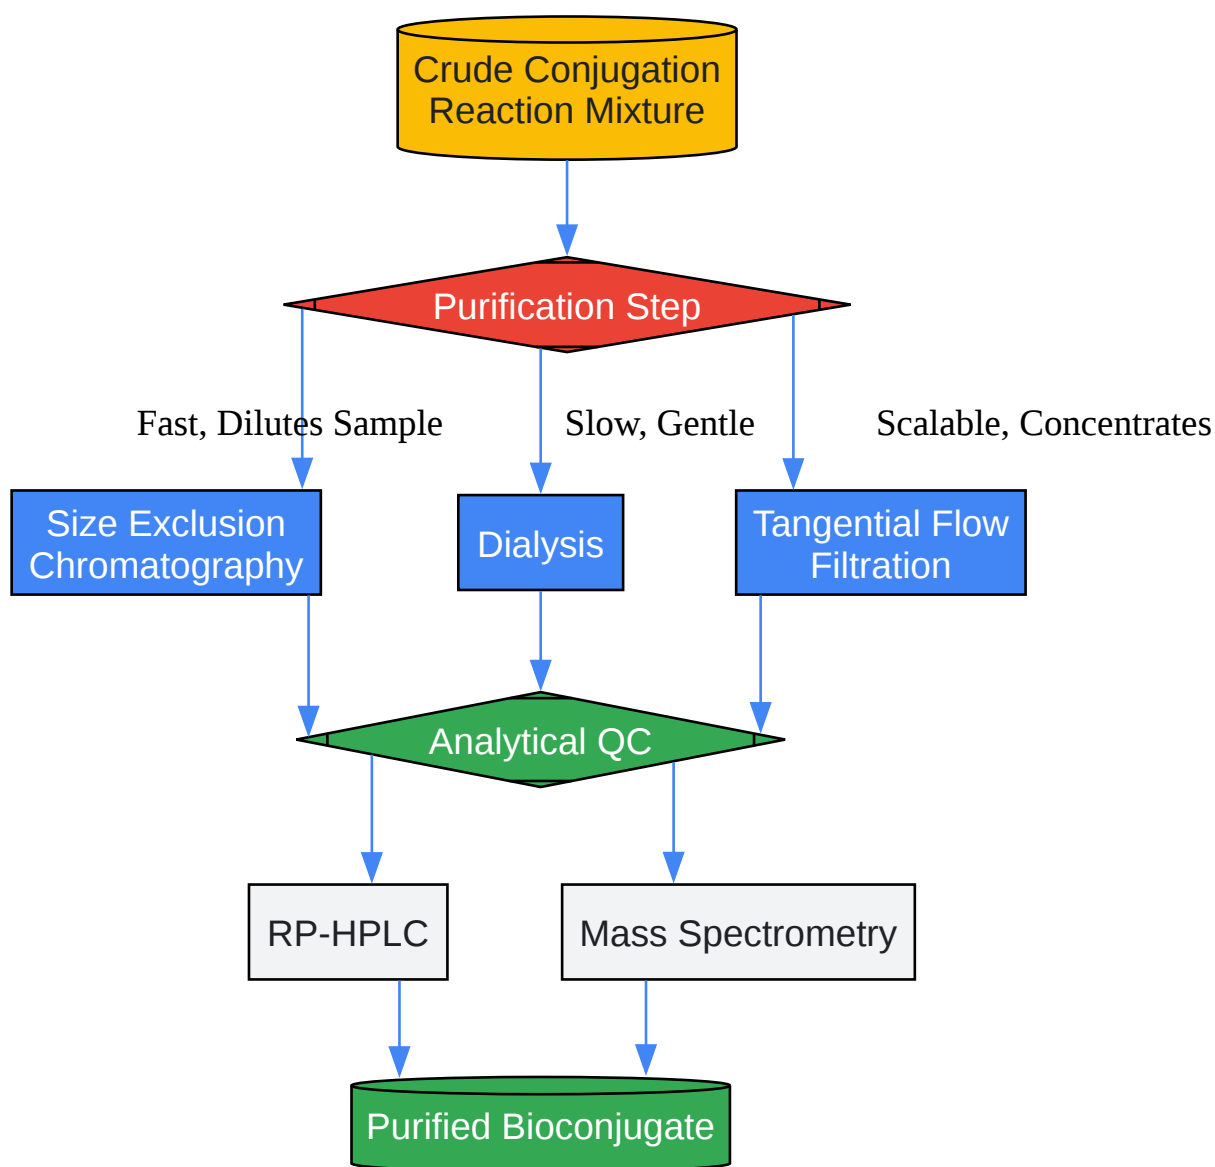 Crude Conjugation
Reaction Mixture
Purification Step
Fast, Dilutes Sample
Slow, Gentle
Scalable, Concentrates
Size Exclusion
Chromatography
Dialysis
Tangential Flow
Filtration
Analytical QC
RP-HPLC
Mass Spectrometry
Purified Bioconjugate